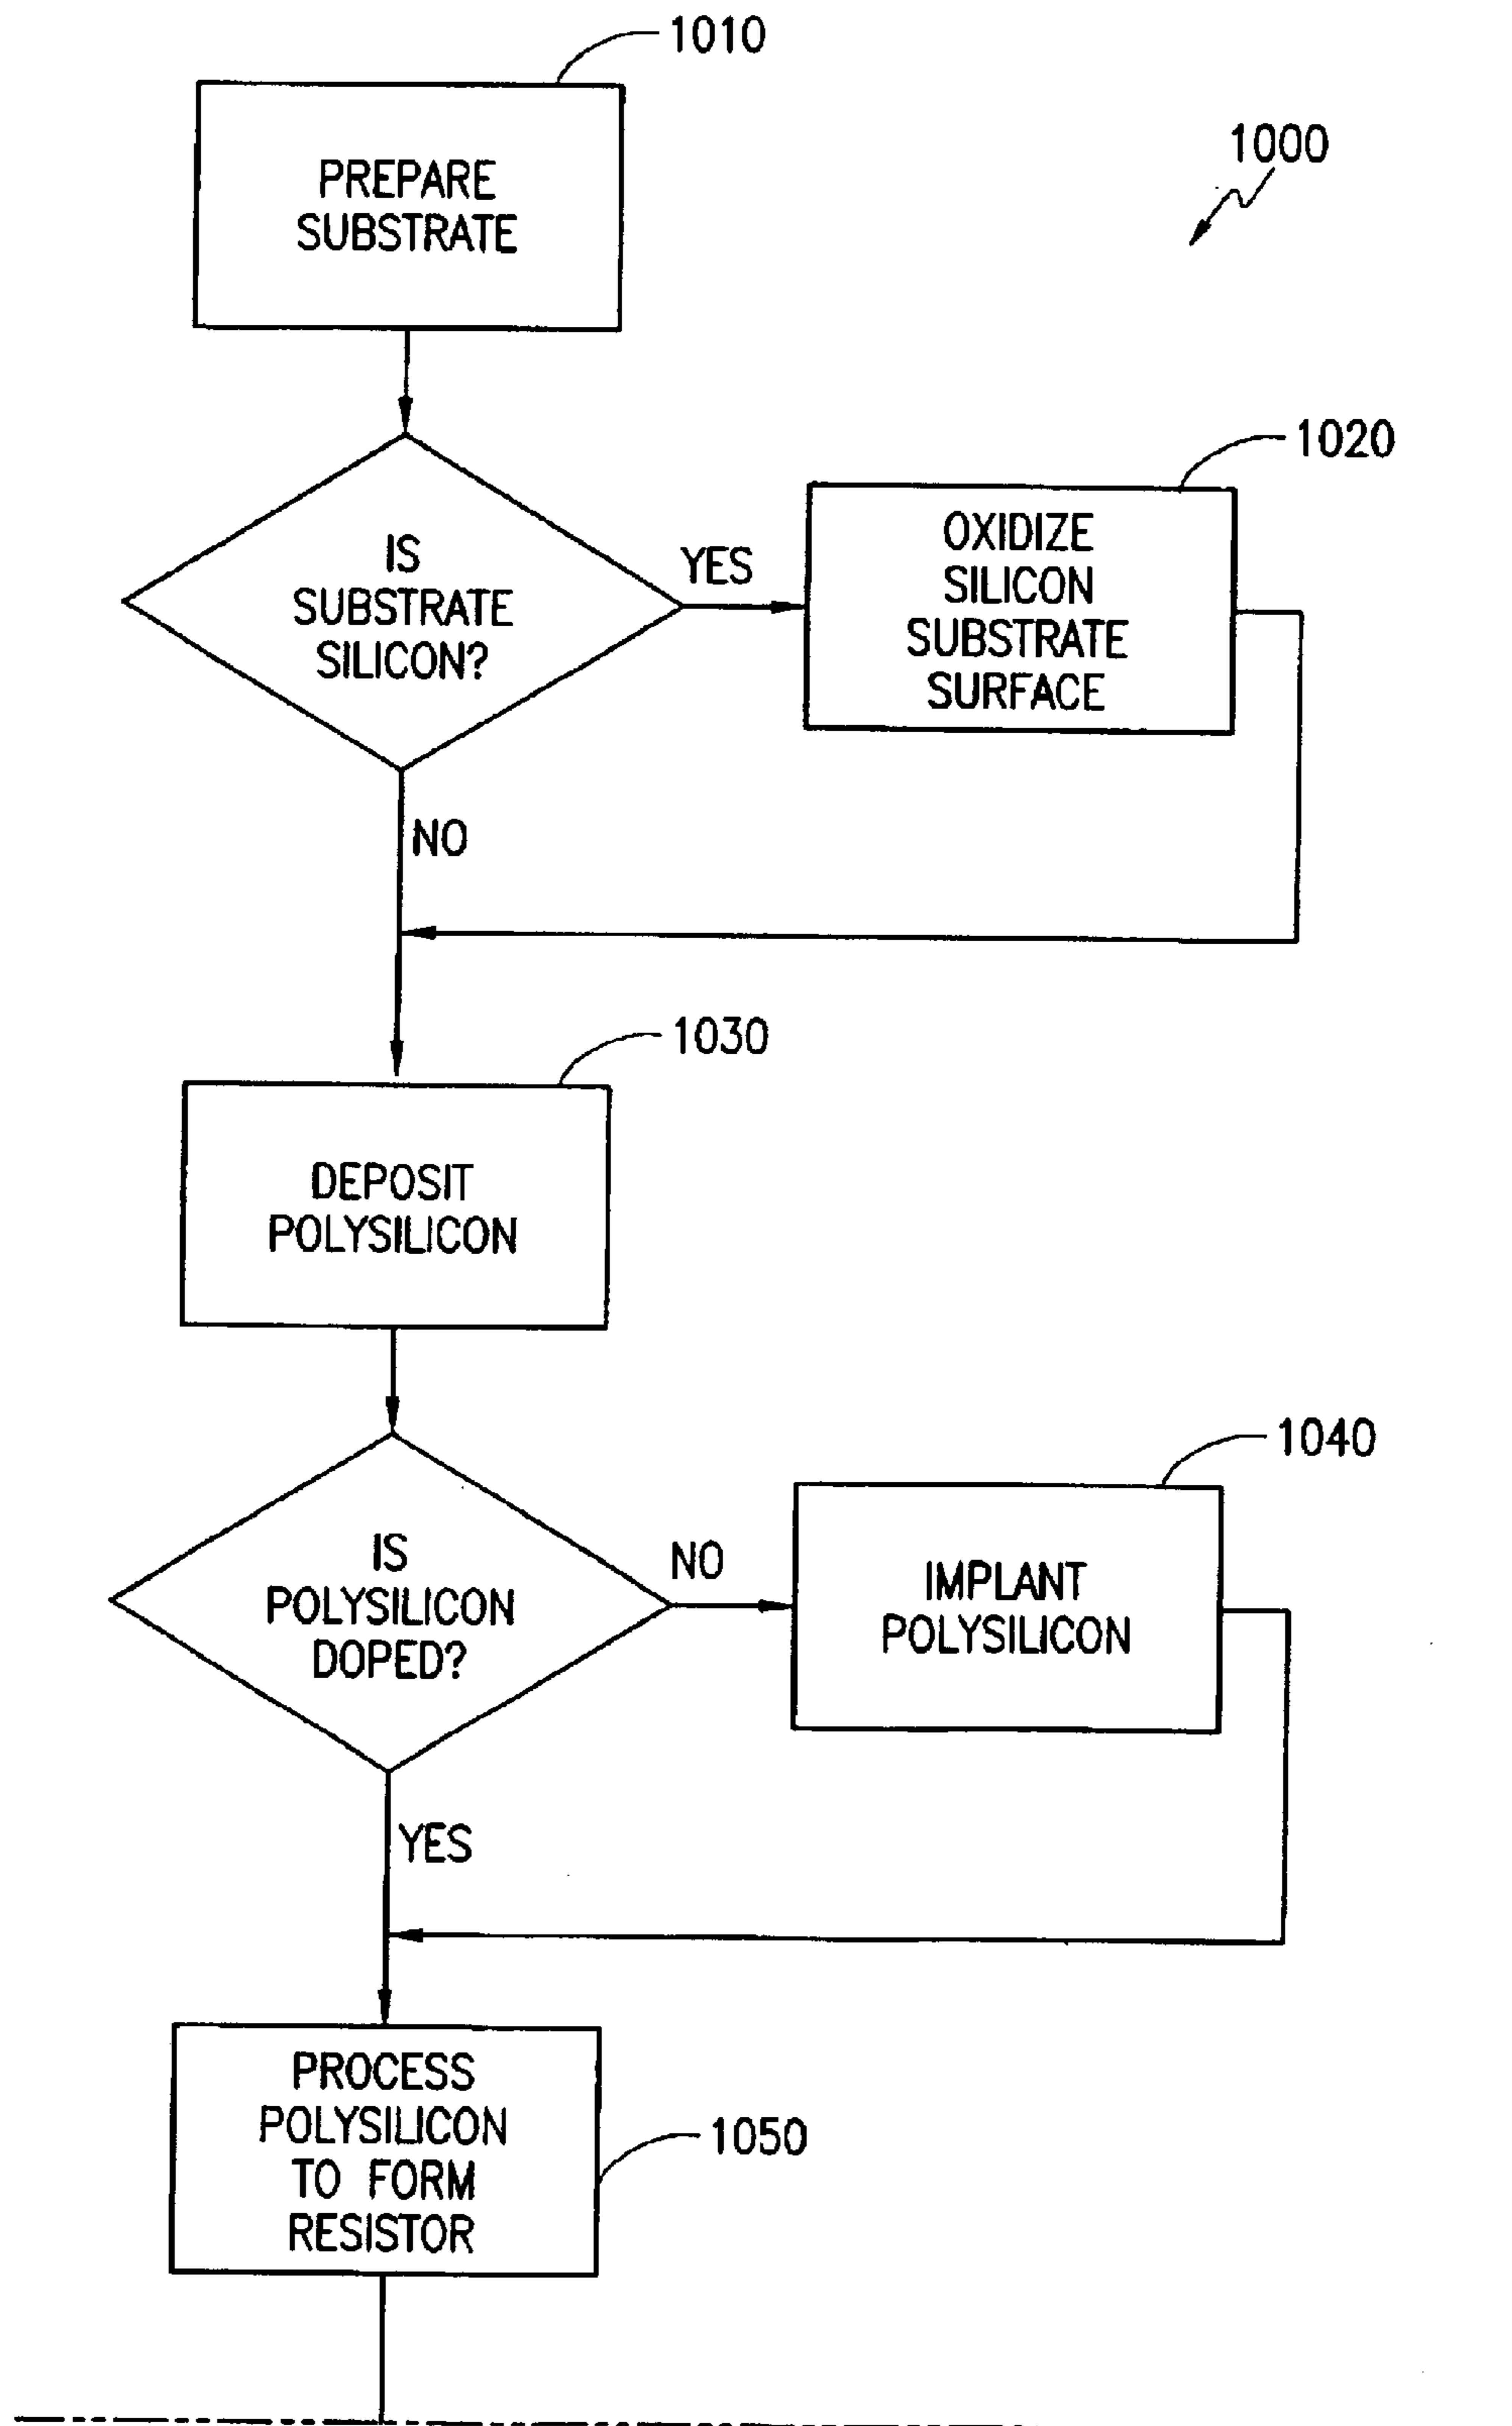 1010
PREPARE
SUBSTRATE
1000
IS
SUBSTRATE
SILICON?
YES
1020
OXIDIZE
SILICON
SUBSTRATE
SURFACE
NO
1030
DEPOSIT
POLYSILICON
IS
POLYSILICON
DOPED?
NO
1040
IMPLANT
POLYSILICON
YES
PROCESS
POLYSILICON
TO FORM
RESISTOR
1050